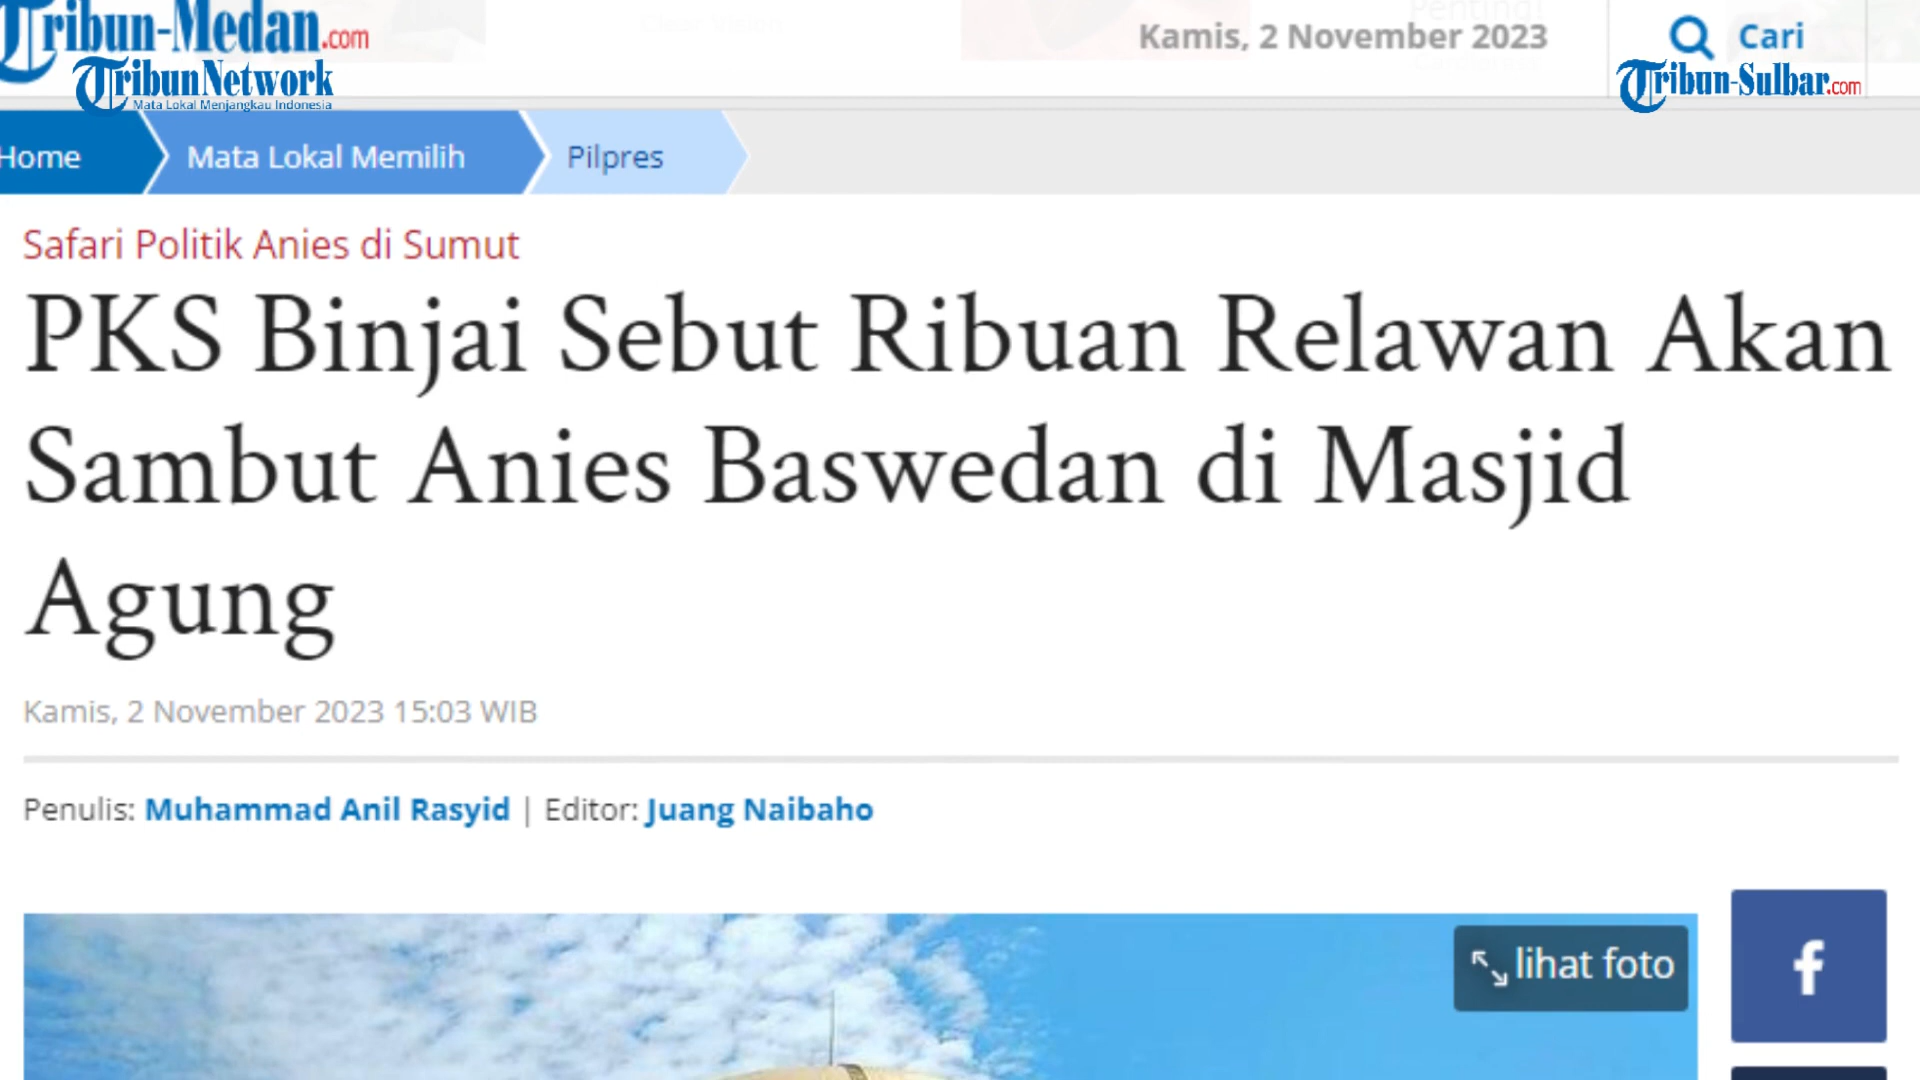 Tribun-Medan.com
Kamis, 2 November 2023
Cari
TribunNetwork
Mata Lokal Menjangkau Indonesia
Tribun-Sulbar.com
Home
Mata Lokal Memilih
Pilpres
Safari Politik Anies di Sumut
PKS Binjai Sebut Ribuan Relawan Akan
Sambut Anies Baswedan di Masjid
Agung
Kamis, 2 November 2023 15:03 WIB
Penulis: Muhammad Anil Rasyid | Editor: Juang Naibaho
lihat foto
f